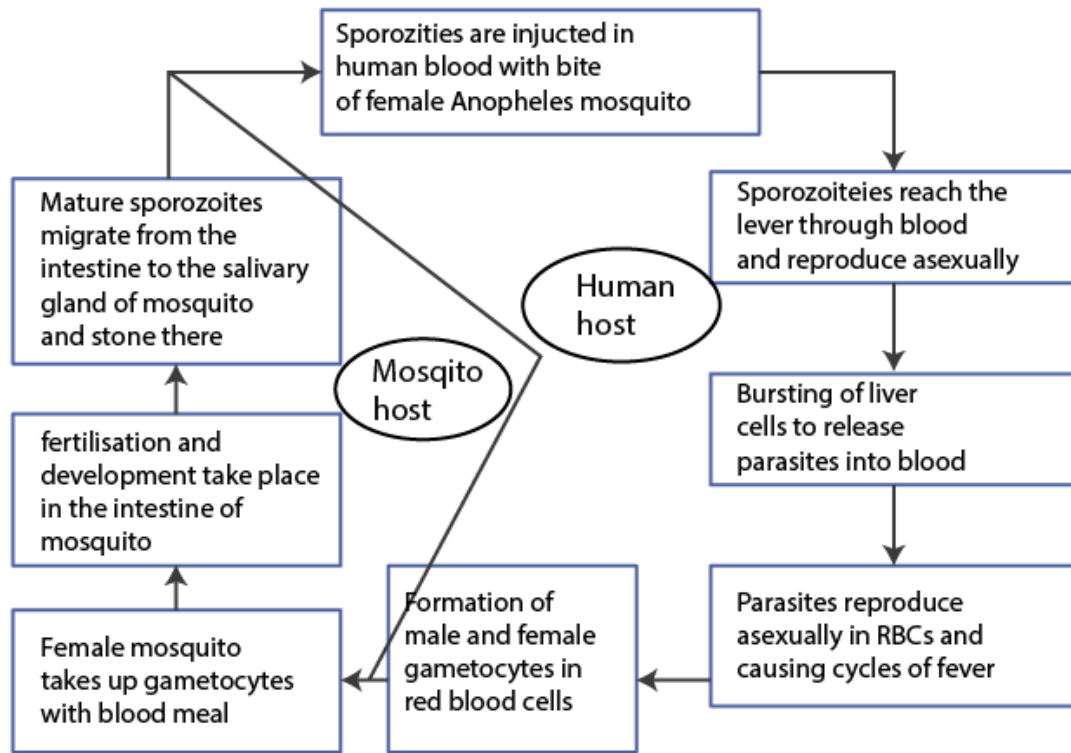 Sporozities are injucted in
human blood with bite
of female Anopheles mosquito
Sporozoiteies reach the
lever through blood
and reproduce asexually
Bursting of liver
cells to release
parasites into blood
Parasites reproduce
asexually in RBCs and
causing cycles of fever
Formation of
male and female
gametocytes in
red blood cells
Female mosquito
takes up gametocytes
with blood meal
fertilisation and
development take place
in the intestine of
mosquito
Mature sporozoites
migrate from the
intestine to the salivary
gland of mosquito
and stone there
Human
host
Mosqito
host